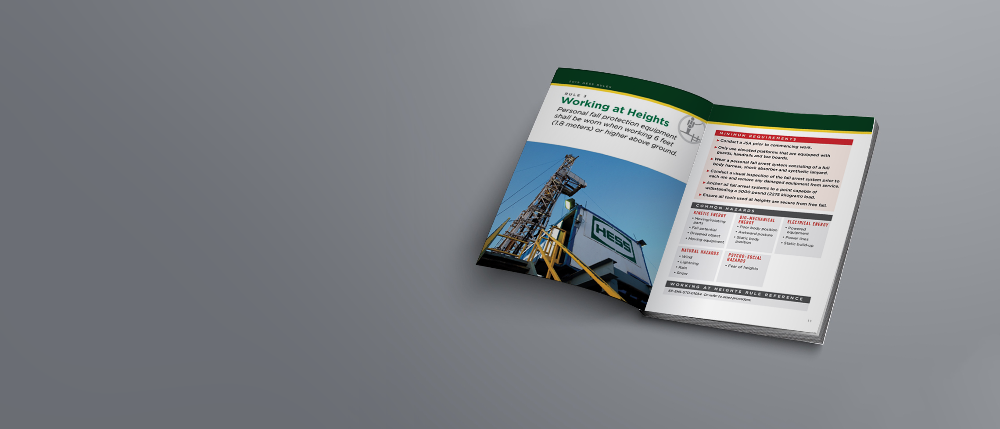 2019 HESS RULES
RULE 3
Working at Heights
Personal fall protection equipment
shall be worn when working 6 feet
(1.8 meters) or higher above ground.
HESS
MINIMUM REQUIREMENTS
► Conduct a JSA prior to commencing work.
► Only use elevated platforms that are equipped with
guards, handrails and toe boards.
► Wear a personal fall arrest system consisting of a full
body harness, shock absorber and synthetic lanyard.
► Conduct a visual inspection of the fall arrest system prior to
each use and remove any damaged equipment from service.
► Anchor all fall arrest systems to a point capable of
withstanding a 5000 pound (2275 kilogram) load.
► Ensure all tools used at heights are secure from free fall.
COMMON HAZARDS
KINETIC ENERGY
• Moving/rotating
parts
• Fall potential
• Dropped object
• Moving equipment
BIO-MECHANICAL
ENERGY
• Poor body position
• Awkward posture
• Static body
position
ELECTRICAL ENERGY
• Powered
equipment
• Power lines
• Static build-up
NATURAL HAZARDS
• Wind
• Lightning
• Rain
• Snow
PSYCHO-SOCIAL
HAZARDS
• Fear of heights
WORKING AT HEIGHTS RULE REFERENCE
EP-EHS-STD-01034 Or refer to asset procedure.
11